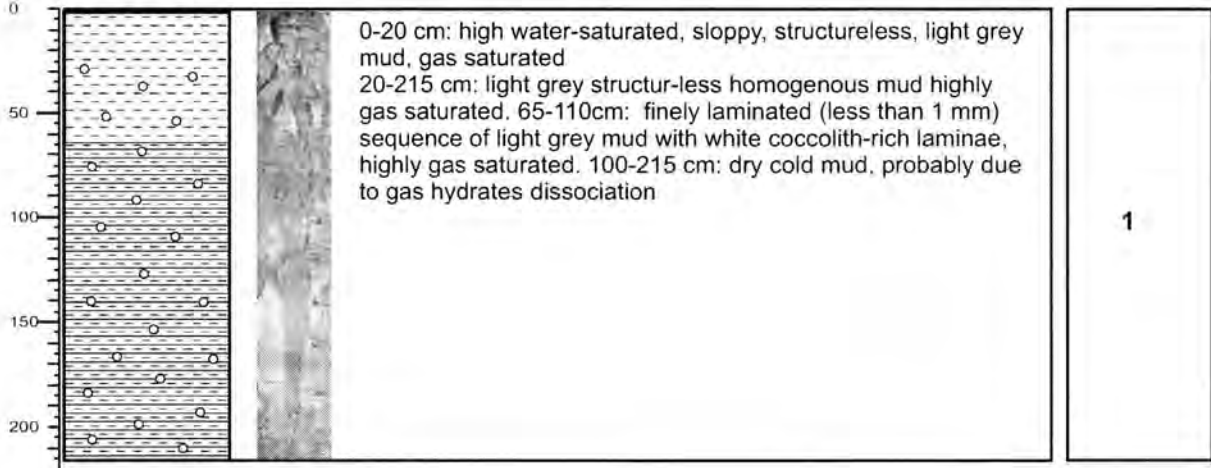 0
50
100
150
200
0-20 cm: high water-saturated, sloppy, structureless, light grey
mud, gas saturated
20-215 cm: light grey structur-less homogenous mud highly
gas saturated. 65-110cm: finely laminated (less than 1 mm)
sequence of light grey mud with white coccolith-rich laminae,
highly gas saturated. 100-215 cm: dry cold mud, probably due
to gas hydrates dissociation
1